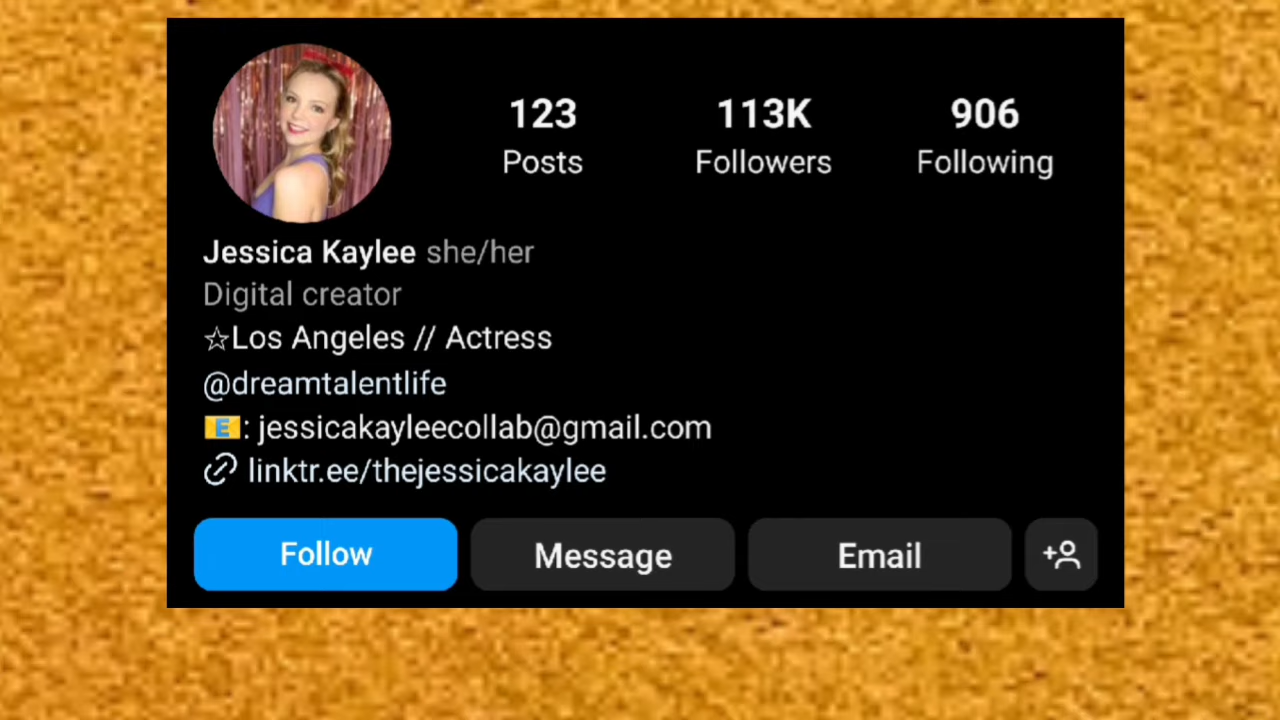 123 113K 906
Posts Followers Following
Jessica Kaylee she/her
Digital creator
☆Los Angeles // Actress
@dreamtalentlife
📧: jessicakayleecollab@gmail.com
linktr.ee/thejessicakaylee
Follow Message Email